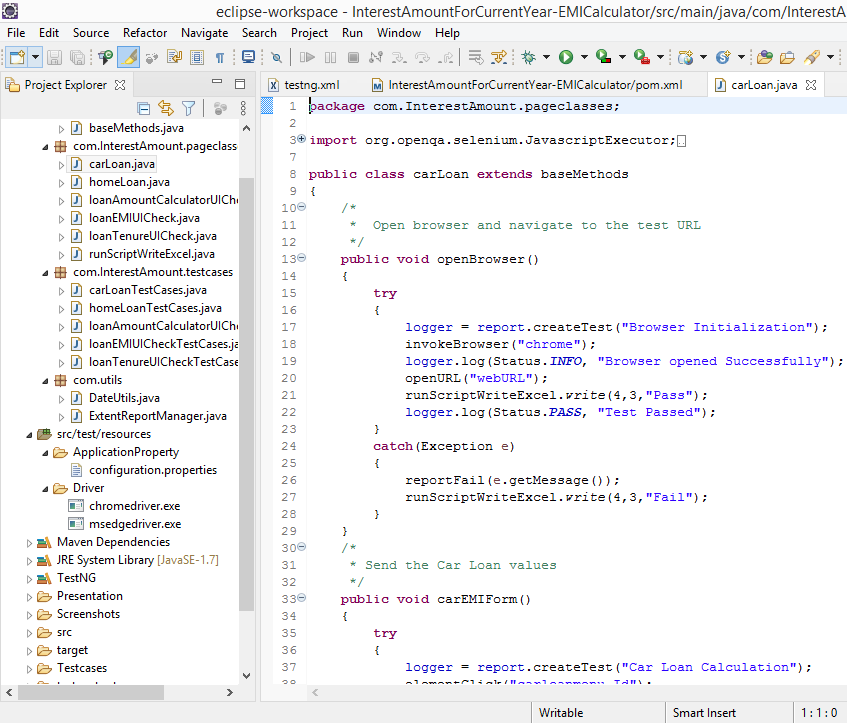 eclipse-workspace - InterestAmountForCurrentYear-EMICalculator/src/main/java/com/InterestA
File Edit Source Refactor Navigate Search Project Run Window Help
Project Explorer
baseMethods.java
com.InterestAmount.pageclass
carLoan.java
homeLoan.java
loanAmountCalculatorUIChe
loanEMIUICheck.java
loanTenureUICheck.java
runScriptWriteExcel.java
com.InterestAmount.testcases
carLoanTestCases.java
homeLoanTestCases.java
loanAmountCalculatorUIChe
loanEMIUICheckTestCases.ja
loanTenureUICheckTestCase
com.utils
DateUtils.java
ExtentReportManager.java
src/test/resources
ApplicationProperty
configuration.properties
Driver
chromedriver.exe
msedgedriver.exe
Maven Dependencies
JRE System Library [JavaSE-1.7]
TestNG
Presentation
Screenshots
src
target
Testcases
testng.xml InterestAmountForCurrentYear-EMICalculator/pom.xml carLoan.java
1 package com.InterestAmount.pageclasses;
2
3 import org.openqa.selenium.JavascriptExecutor;
7
8 public class carLoan extends baseMethods
9 {
10 /*
11 * Open browser and navigate to the test URL
12 */
13 public void openBrowser()
14 {
15 try
16 {
17 logger = report.createTest("Browser Initialization");
18 invokeBrowser("chrome");
19 logger.log(Status.INFO, "Browser opened Successfully");
20 openURL("webURL");
21 runScriptWriteExcel.write(4,3,"Pass");
22 logger.log(Status.PASS, "Test Passed");
23 }
24 catch(Exception e)
25 {
26 reportFail(e.getMessage());
27 runScriptWriteExcel.write(4,3,"Fail");
28 }
29 }
30 /*
31 * Send the Car Loan values
32 */
33 public void carEMIForm()
34 {
35 try
36 {
37 logger = report.createTest("Car Loan Calculation");
38 elementClick("carloanmenu_Id");
Writable Smart Insert 1 : 1 : 0